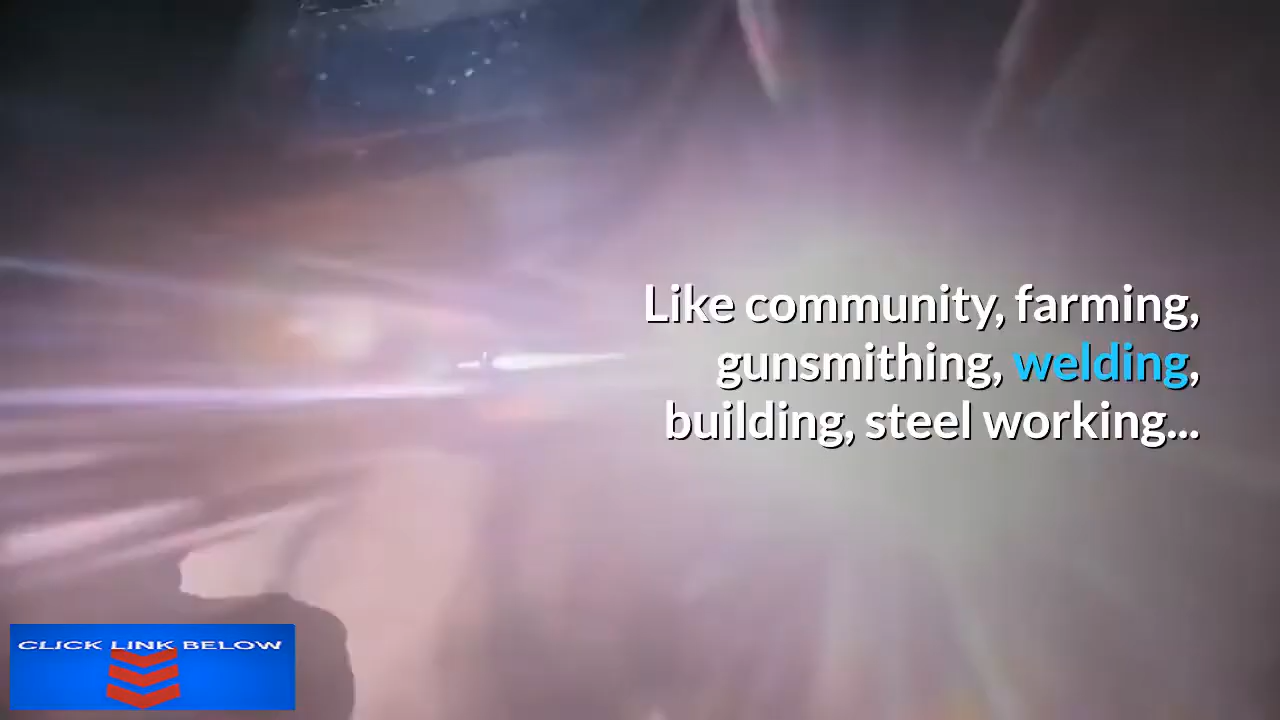 Like community, farming,
gunsmithing, welding,
building, steel working...
CLICK LINK BELOW